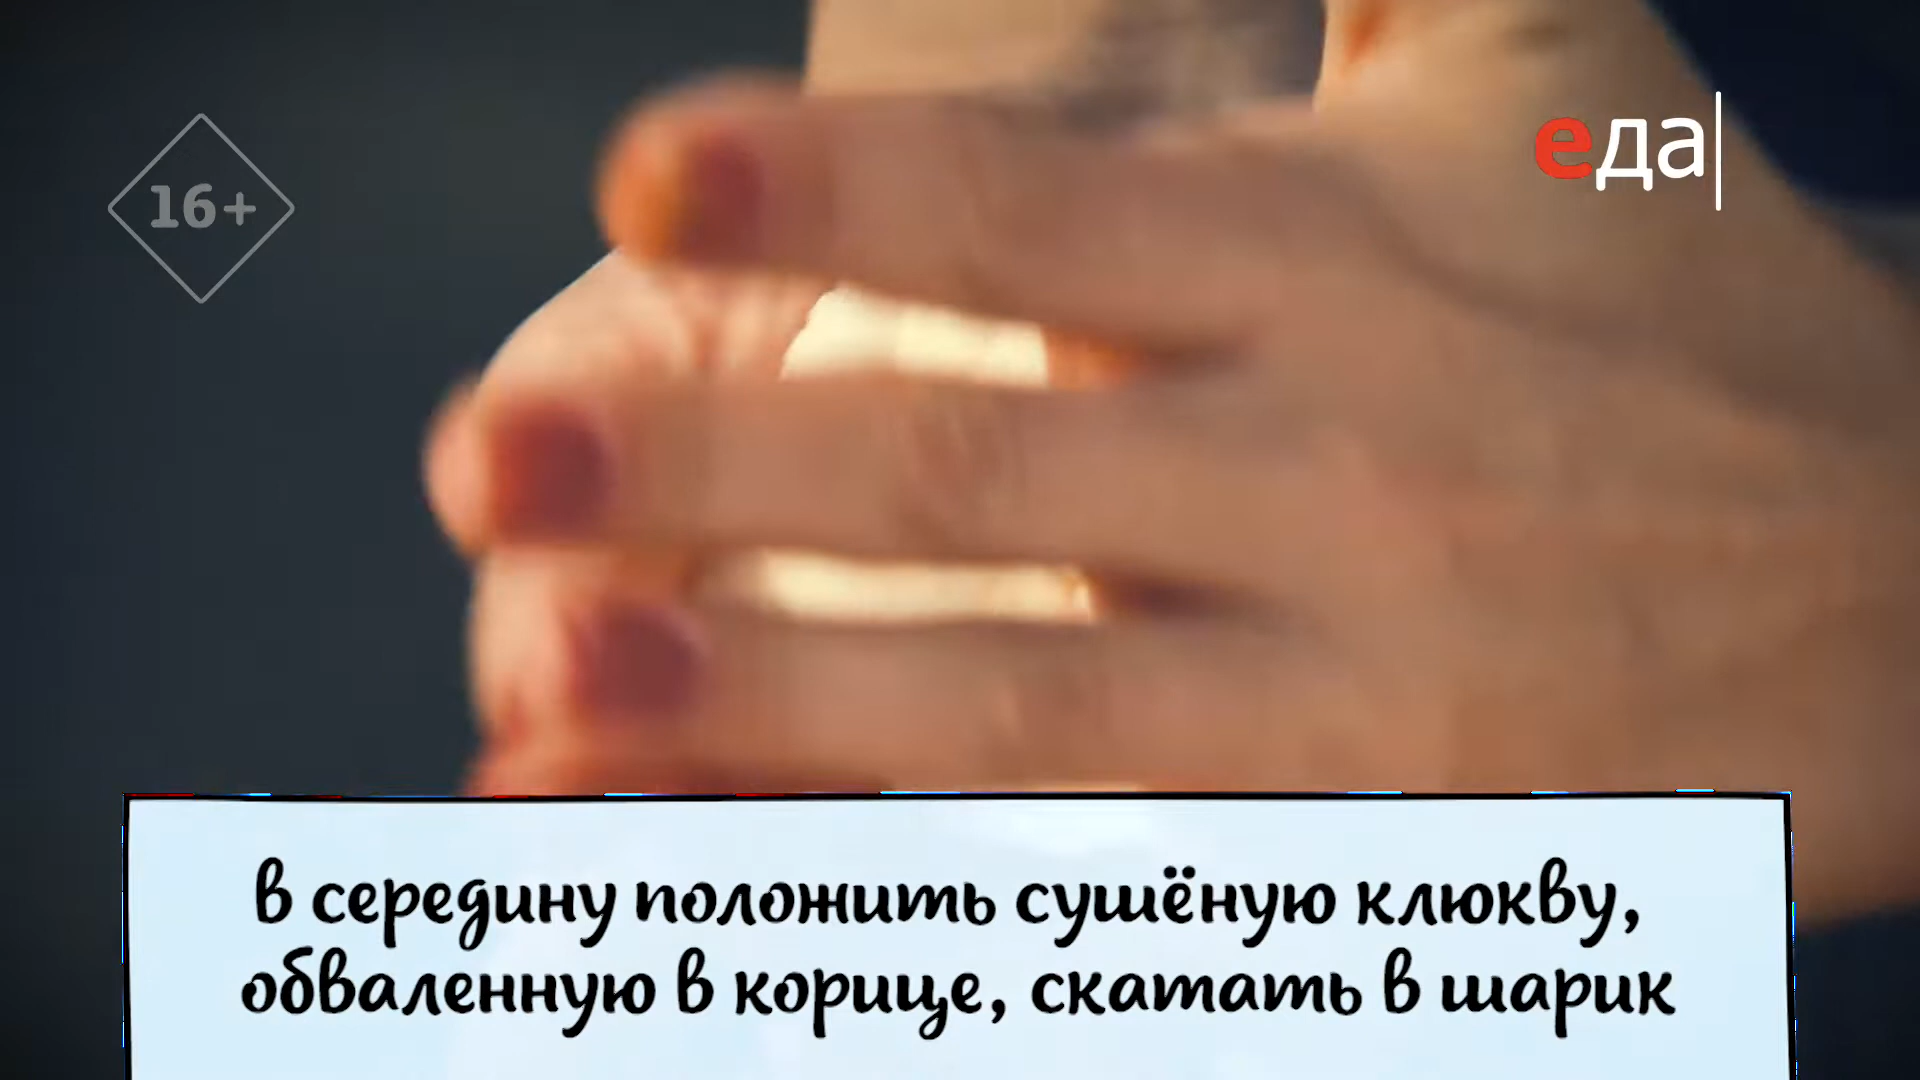 16+
еда
в середину положить сушёную клюкву,
обваленную в корице, скатать в шарик